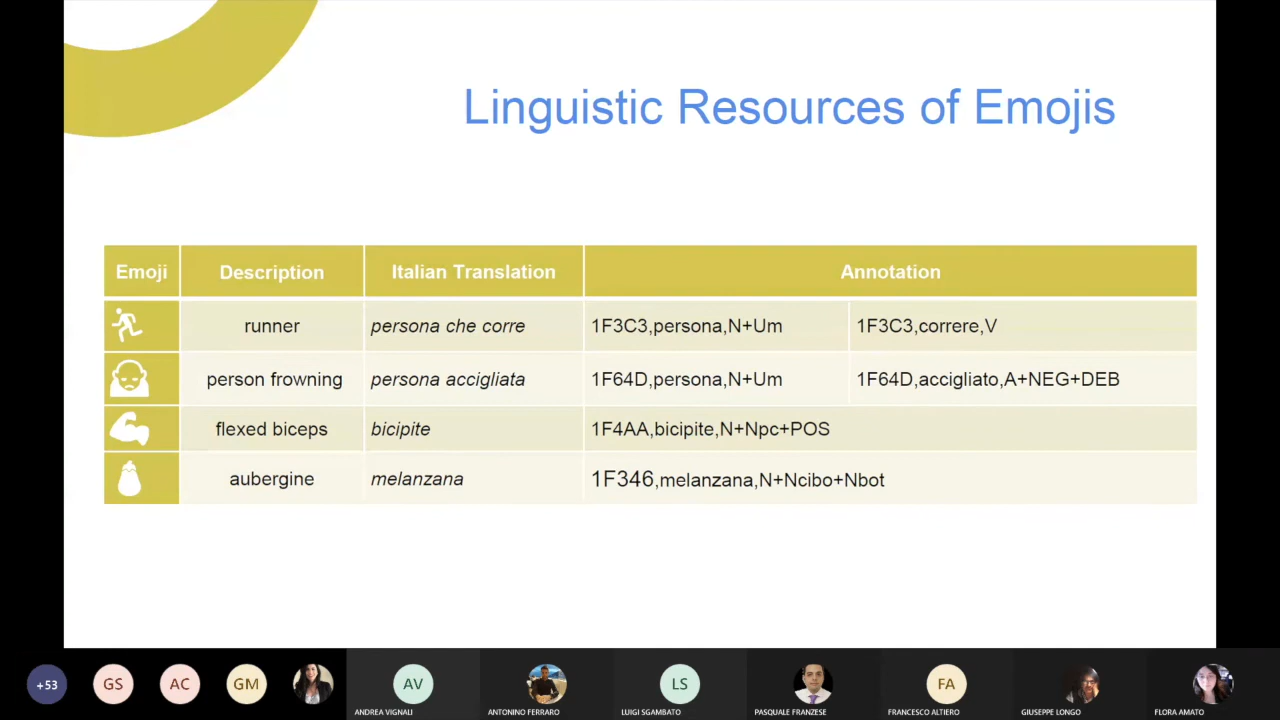 Linguistic Resources of Emojis
Emoji Description Italian Translation Annotation
runner persona che corre 1F3C3,persona,N+Um 1F3C3,correre,V
person frowning persona accigliata 1F64D,persona,N+Um 1F64D,accigliato,A+NEG+DEB
flexed biceps bicipite 1F4AA,bicipite,N+Npc+POS
aubergine melanzana 1F346,melanzana,N+Ncibo+Nbot
+53 GS AC GM AV LS FA
ANDREA VIGNALI ANTONINO FERRARO LUIGI SGAMBATO PASQUALE FRANZESE FRANCESCO ALTIERO GIUSEPPE LONGO FLORA AMATO